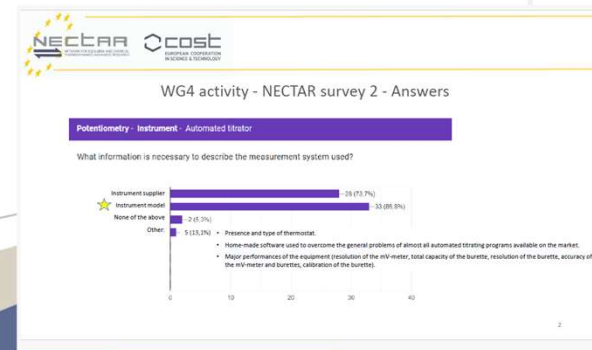 NECTAR
COST
EUROPEAN COOPERATION
IN SCIENCE & TECHNOLOGY
WG4 activity - NECTAR survey 2 - Answers
Potentiometry - Instrument - Automated titrator
What information is necessary to describe the measurement system used?
Instrument supplier 28 (73,7%)
Instrument model 33 (86,8%)
None of the above 2 (5,3%)
Other: 5 (13,2%) • Presence and type of thermostat.
• Home-made software used to overcome the general problems of almost all automated titrating programs available on the market.
• Major performances of the equipment (resolution of the mV-meter, total capacity of the burette, resolution of the burette, accuracy of
the mV-meter and burettes, calibration of the burette).
0 10 20 30 40
2